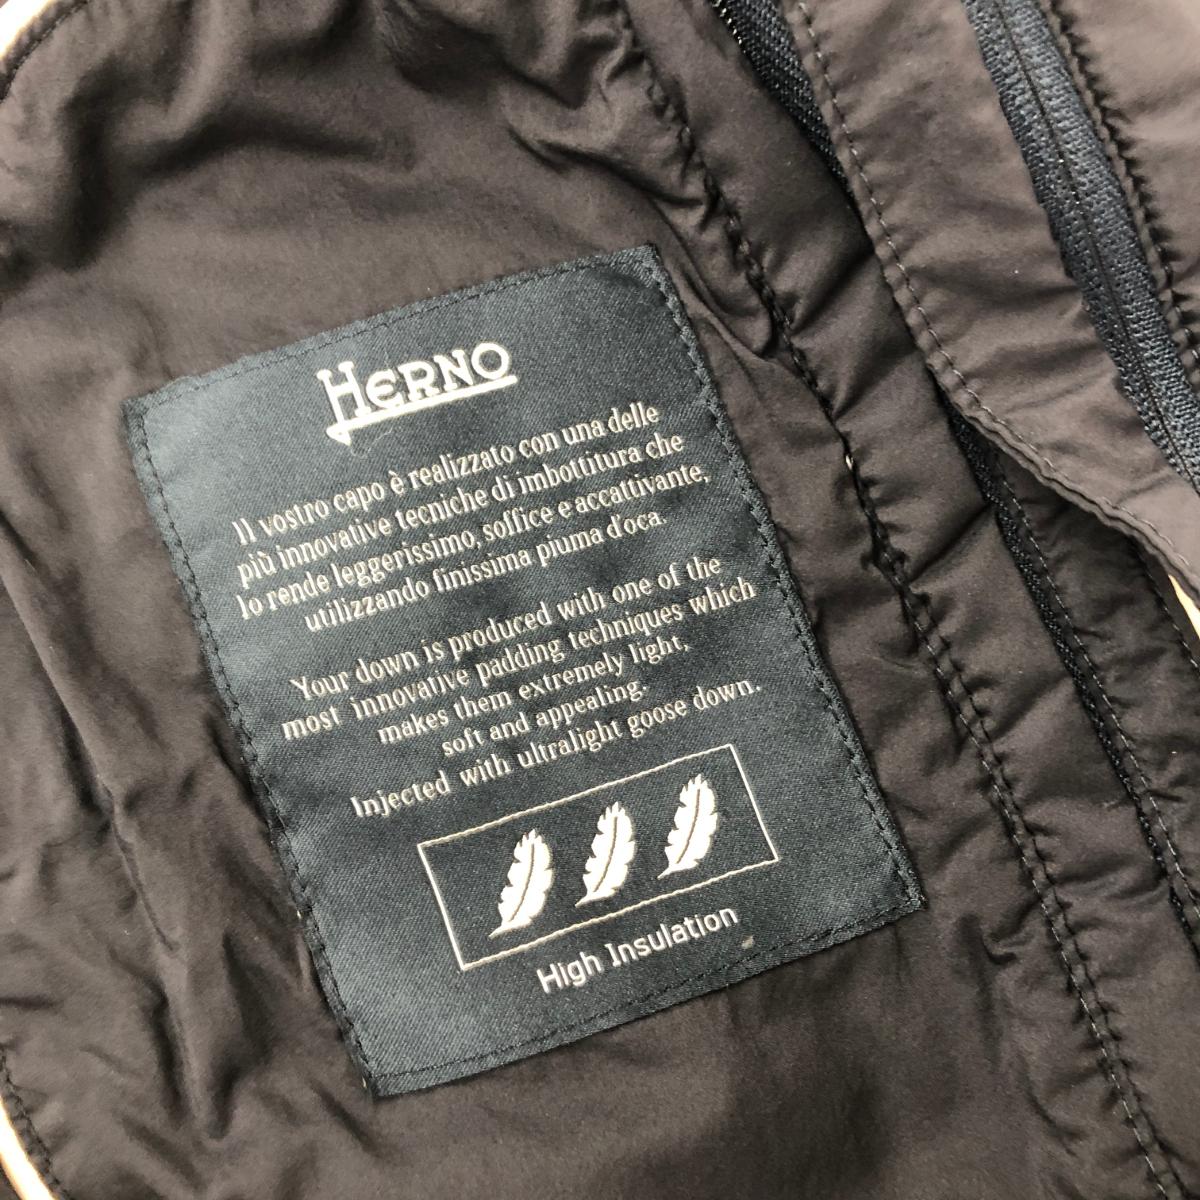 HERNO
Il vostro capo è realizzato con una delle
più innovative tecniche di imbottitura che
lo rende leggerissimo, soffice e accattivante,
utilizzando finissima piuma d'oca.
Your down is produced with one of the
most innovative padding techniques which
makes them extremely light,
soft and appealing.
Injected with ultralight goose down.
High Insulation